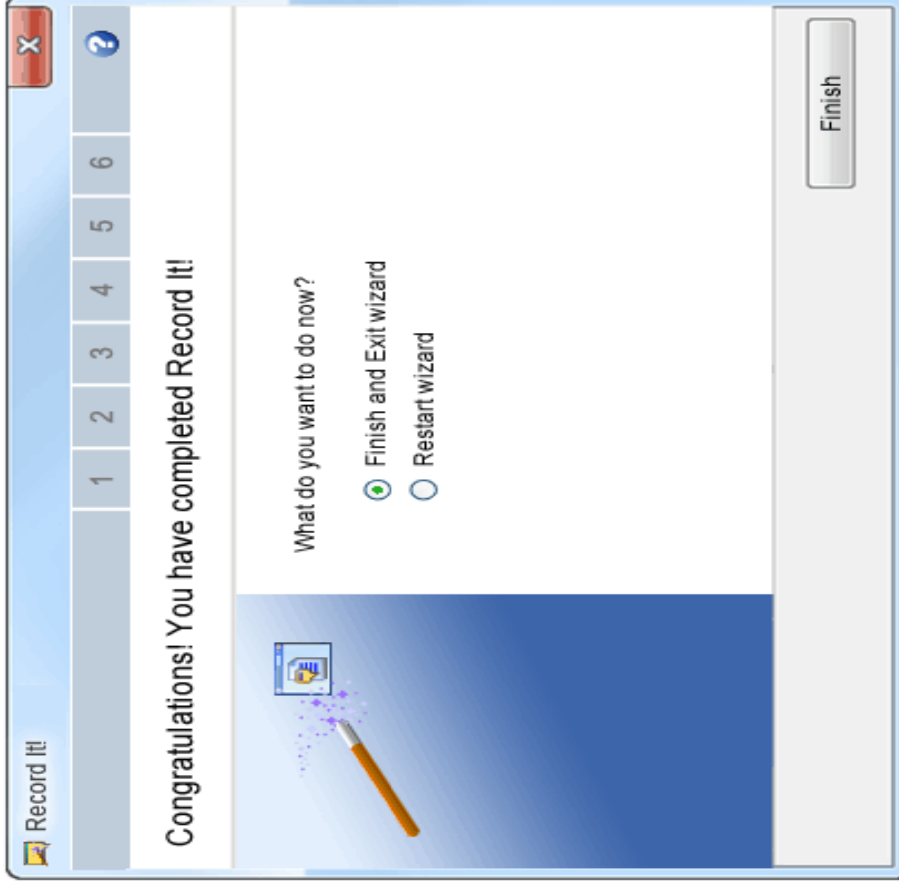 Record It!
1 2 3 4 5 6
Congratulations! You have completed Record It!
What do you want to do now?
Finish and Exit wizard
Restart wizard
Finish